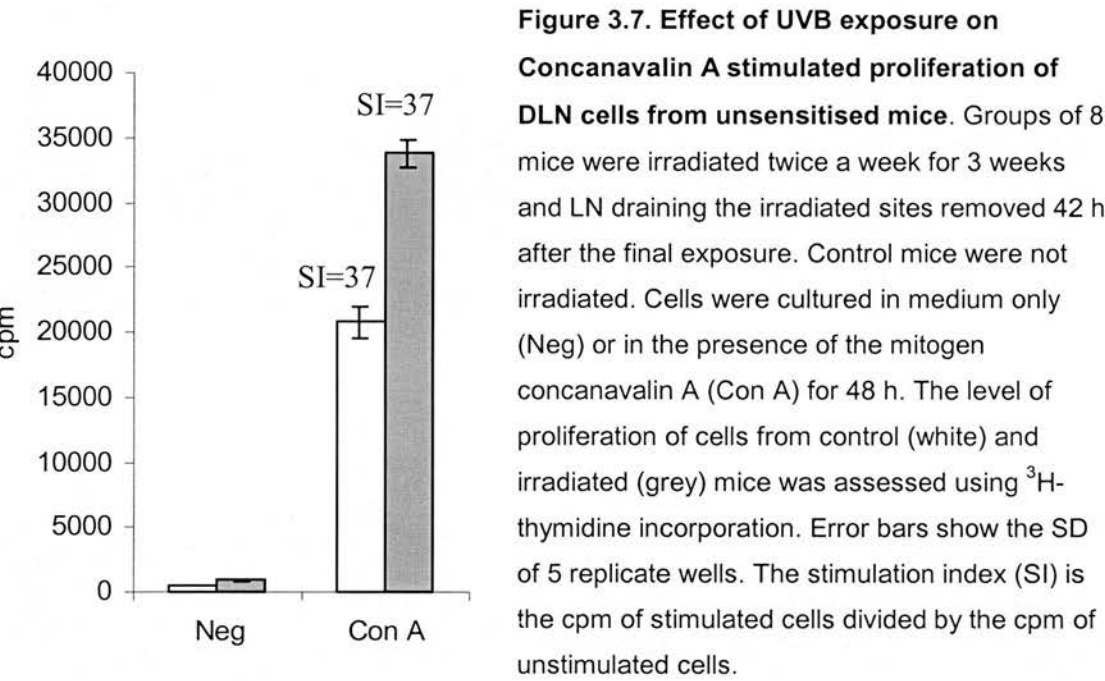 Figure 3.7. Effect of UVB exposure on
Concanavalin A stimulated proliferation of
DLN cells from unsensitised mice. Groups of 8
mice were irradiated twice a week for 3 weeks
and LN draining the irradiated sites removed 42 h
after the final exposure. Control mice were not
irradiated. Cells were cultured in medium only
(Neg) or in the presence of the mitogen
concanavalin A (Con A) for 48 h. The level of
proliferation of cells from control (white) and
irradiated (grey) mice was assessed using ³H-
thymidine incorporation. Error bars show the SD
of 5 replicate wells. The stimulation index (SI) is
the cpm of stimulated cells divided by the cpm of
unstimulated cells.
40000
35000
30000
25000
20000
15000
10000
5000
0
cpm
SI=37
SI=37
Neg Con A